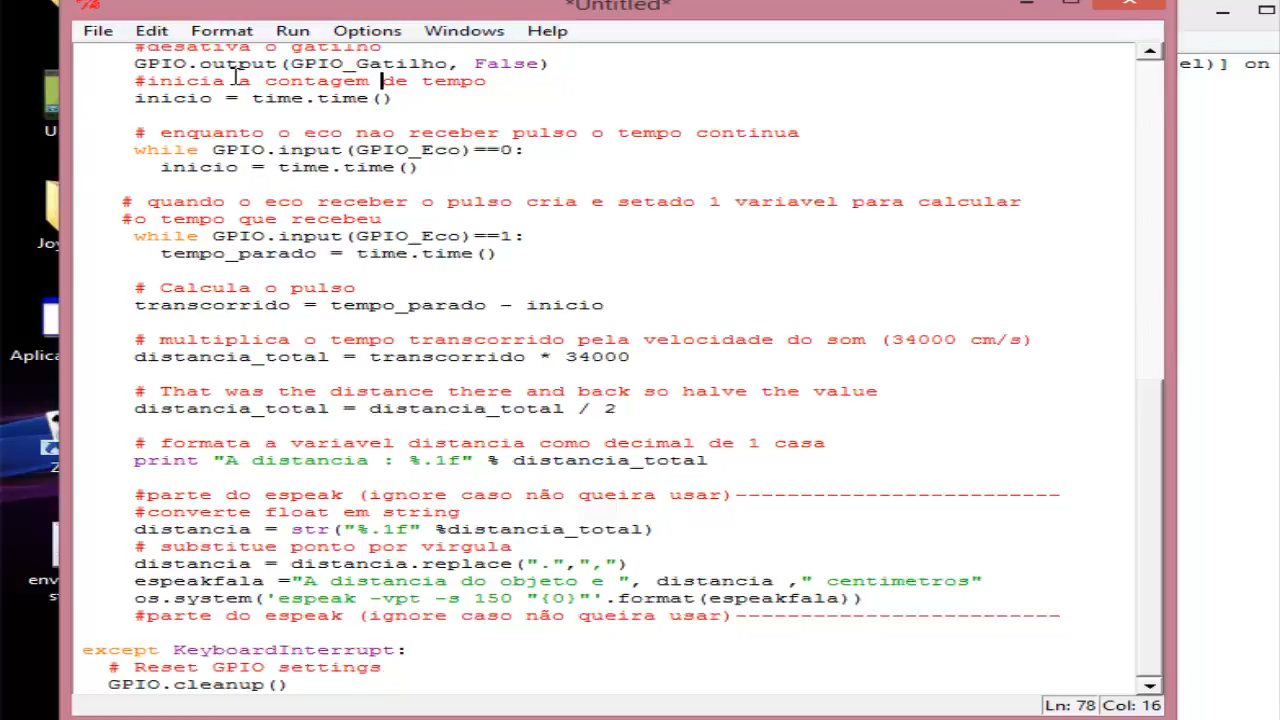 *Untitled*
File Edit Format Run Options Windows Help
#desativa o gatilho
GPIO.output(GPIO_Gatilho, False)
#inicia a contagem de tempo
inicio = time.time()
# enquanto o eco nao receber pulso o tempo continua
while GPIO.input(GPIO_Eco)==0:
inicio = time.time()
# quando o eco receber o pulso cria e setado 1 variavel para calcular
#o tempo que recebeu
while GPIO.input(GPIO_Eco)==1:
tempo_parado = time.time()
# Calcula o pulso
transcorrido = tempo_parado - inicio
# multiplica o tempo transcorrido pela velocidade do som (34000 cm/s)
distancia_total = transcorrido * 34000
# That was the distance there and back so halve the value
distancia_total = distancia_total / 2
# formata a variavel distancia como decimal de 1 casa
print "A distancia : %.1f" % distancia_total
#parte do espeak (ignore caso não queira usar)-------------------------
#converte float em string
distancia = str("%.1f" %distancia_total)
# substitue ponto por virgula
distancia = distancia.replace(".",",")
espeakfala ="A distancia do objeto e ", distancia ," centimetros"
os.system('espeak -vpt -s 150 "{0}"'.format(espeakfala))
#parte do espeak (ignore caso não queira usar)-------------------------
except KeyboardInterrupt:
# Reset GPIO settings
GPIO.cleanup()
Ln: 78 Col: 16
el)] on
U
Joy
Aplica
Z
env
s